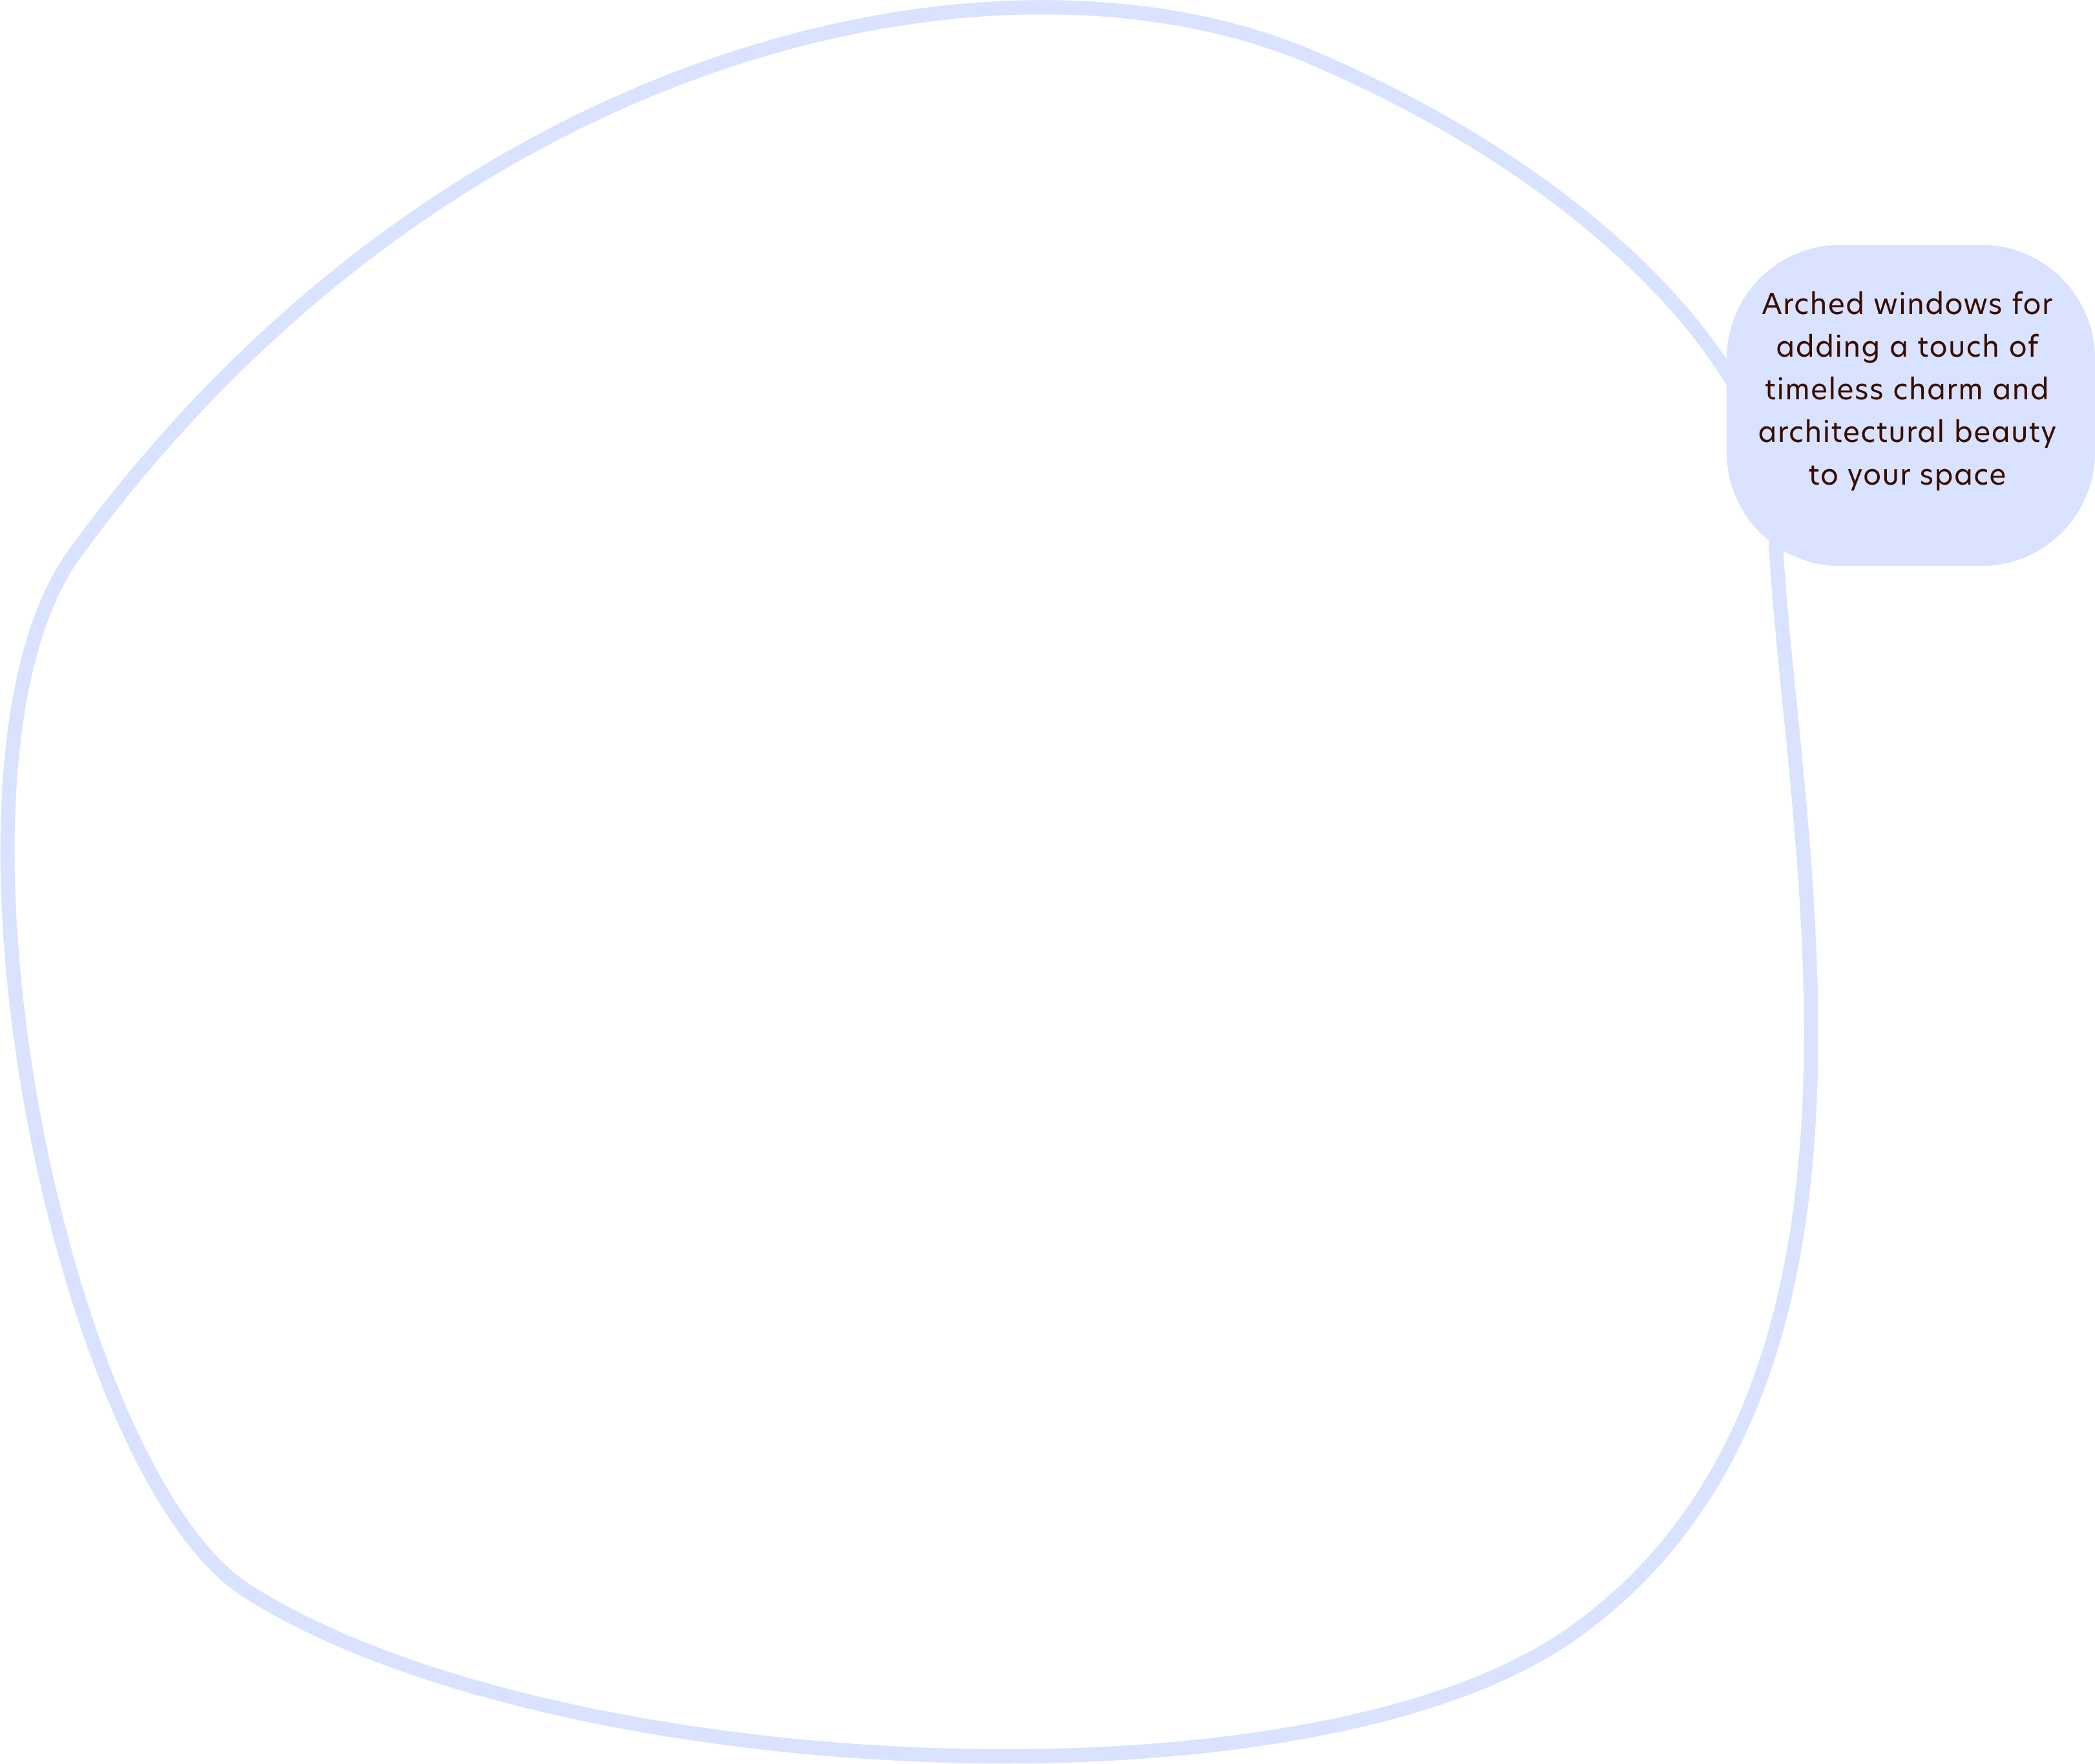 Arched windows for
adding a touch of
timeless charm and
architectural beauty
to your space